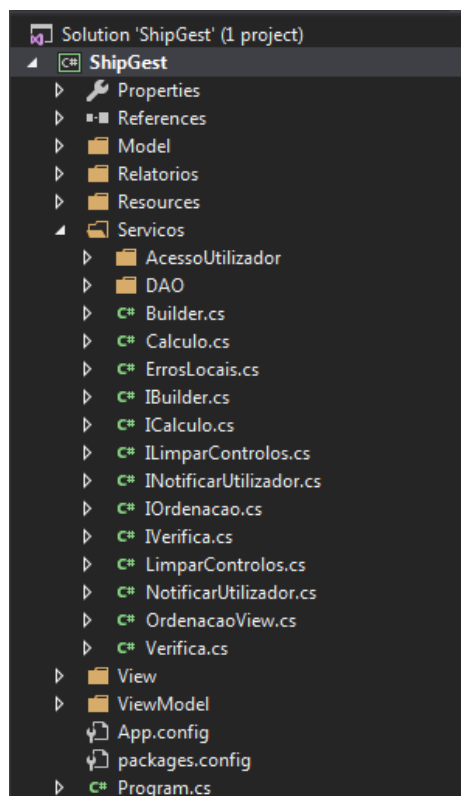 Solution 'ShipGest' (1 project)
C# ShipGest
Properties
References
Model
Relatorios
Resources
Servicos
AcessoUtilizador
DAO
C# Builder.cs
C# Calculo.cs
C# ErrosLocais.cs
C# IBuilder.cs
C# ICalculo.cs
C# ILimparControlos.cs
C# INotificarUtilizador.cs
C# IOrdenacao.cs
C# IVerifica.cs
C# LimparControlos.cs
C# NotificarUtilizador.cs
C# OrdenacaoView.cs
C# Verifica.cs
View
ViewModel
App.config
packages.config
C# Program.cs